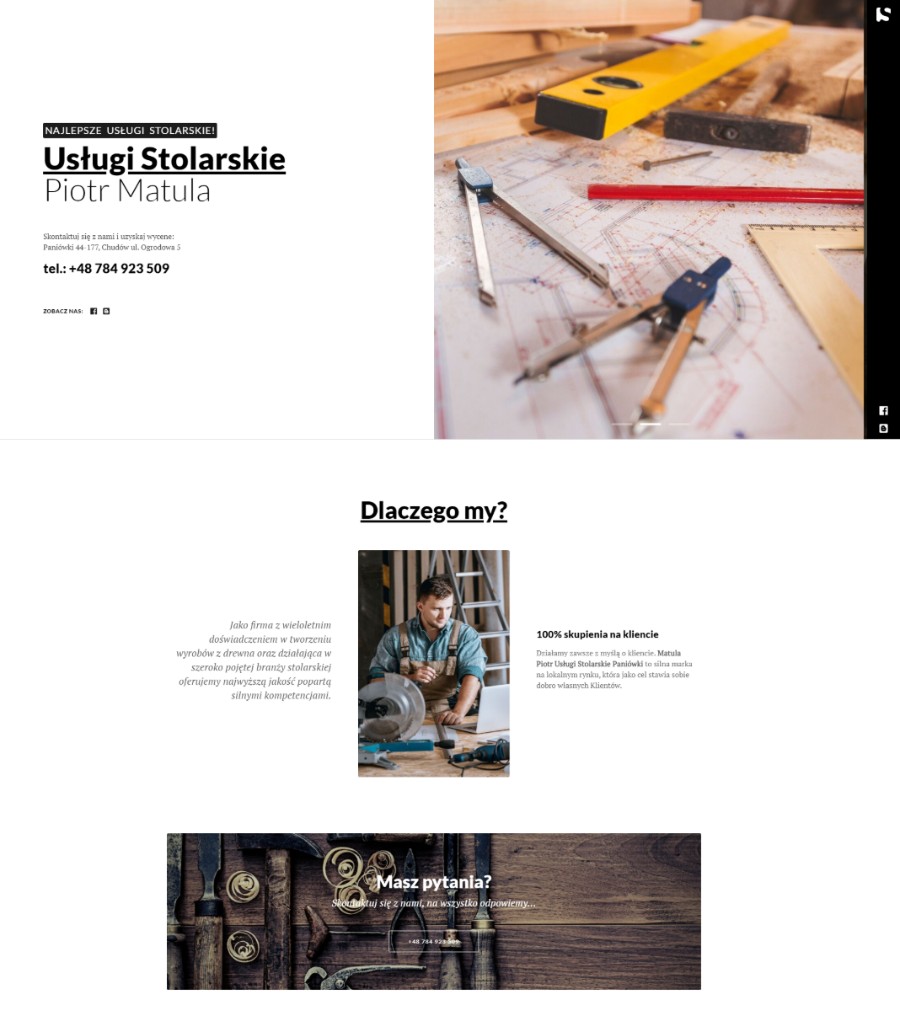 NAJLEPSZE USŁUGI STOLARSKIE!
Usługi Stolarskie
Piotr Matula
Skontaktuj się z nami i uzyskaj wycene:
Paniówki 44-177, Chudów ul. Ogrodowa 5
tel.: +48 784 923 509
ZOBACZ NAS:
Dlaczego my?
Jako firma z wieloletnim
doświadczeniem w tworzeniu
wyrobów z drewna oraz działająca w
szeroko pojętej branży stolarskiej
oferujemy najwyższą jakość popartą
silnymi kompetencjami.
100% skupienia na kliencie
Działamy zawsze z myślą o kliencie. Matula
Piotr Usługi Stolarskie Paniówki to silna marka
na lokalnym rynku, która jako cel stawia sobie
dobro własnych Klientów.
Masz pytania?
Skontaktuj się z nami, na wszystko odpowiemy...
+48 784 923 509